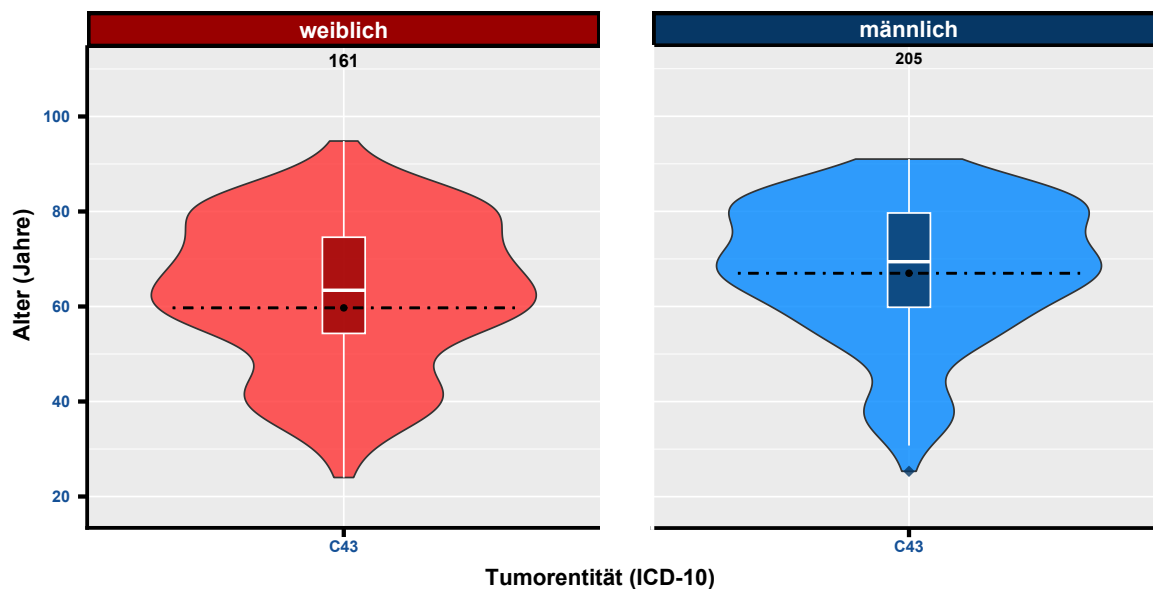 weiblich
männlich
161
205
100
80
60
40
20
Alter (Jahre)
C43
C43
Tumorentität (ICD-10)